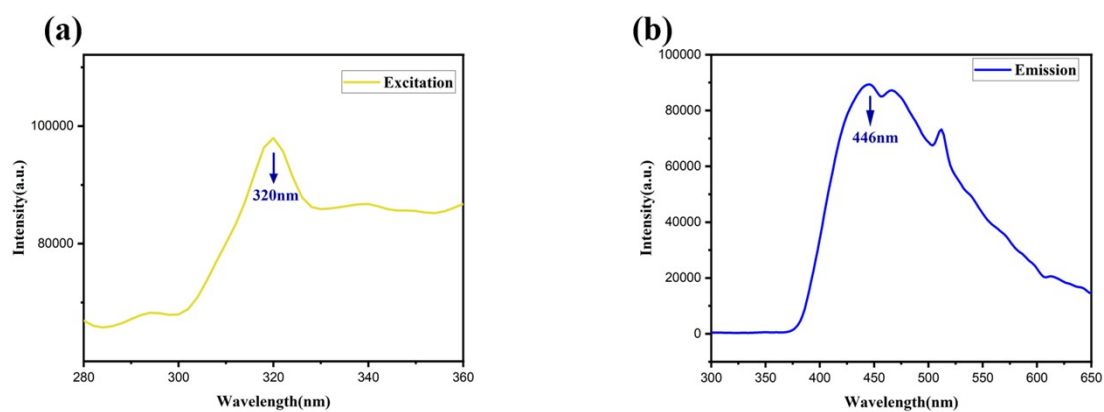 (a)
Excitation
320nm
Intensity(a.u.)
100000
80000
280
300
320
340
360
Wavelength(nm)
(b)
Emission
446nm
Intensity(a.u.)
100000
80000
60000
40000
20000
0
300
350
400
450
500
550
600
650
Wavelength(nm)